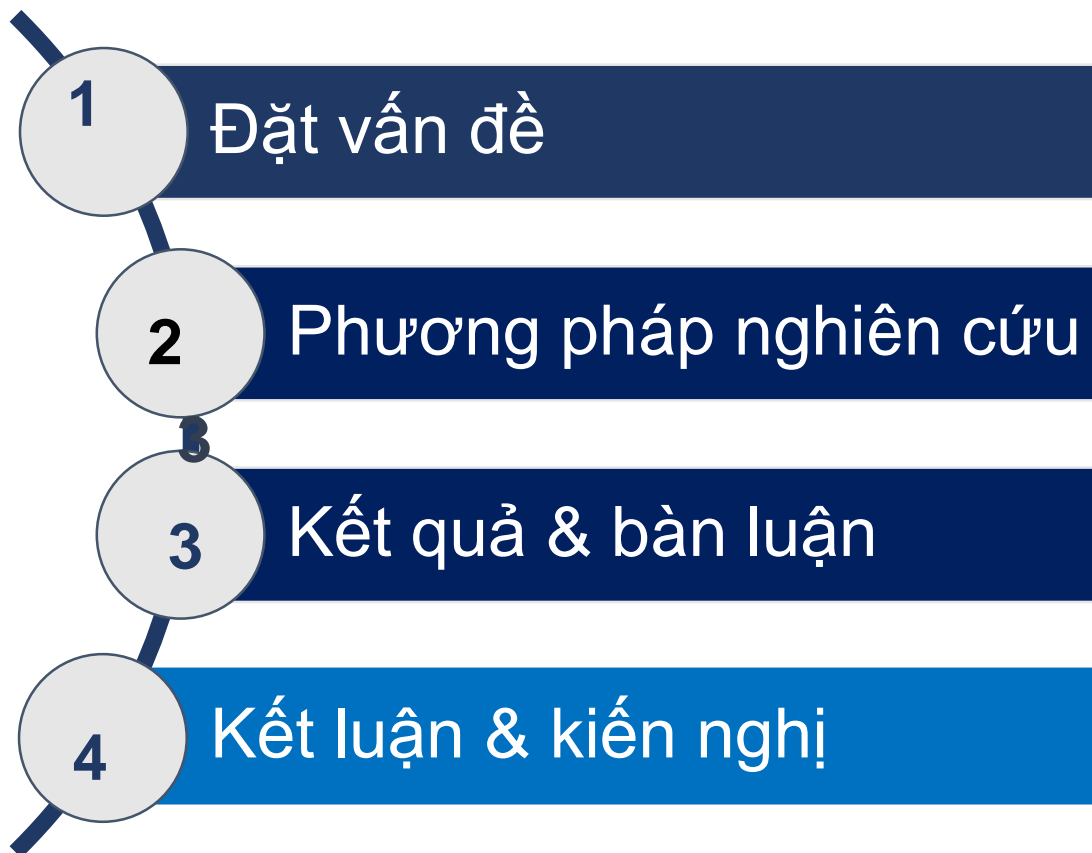 1
Đặt vấn đề
2
Phương pháp nghiên cứu
3
3
Kết quả & bàn luận
4
Kết luận & kiến nghị